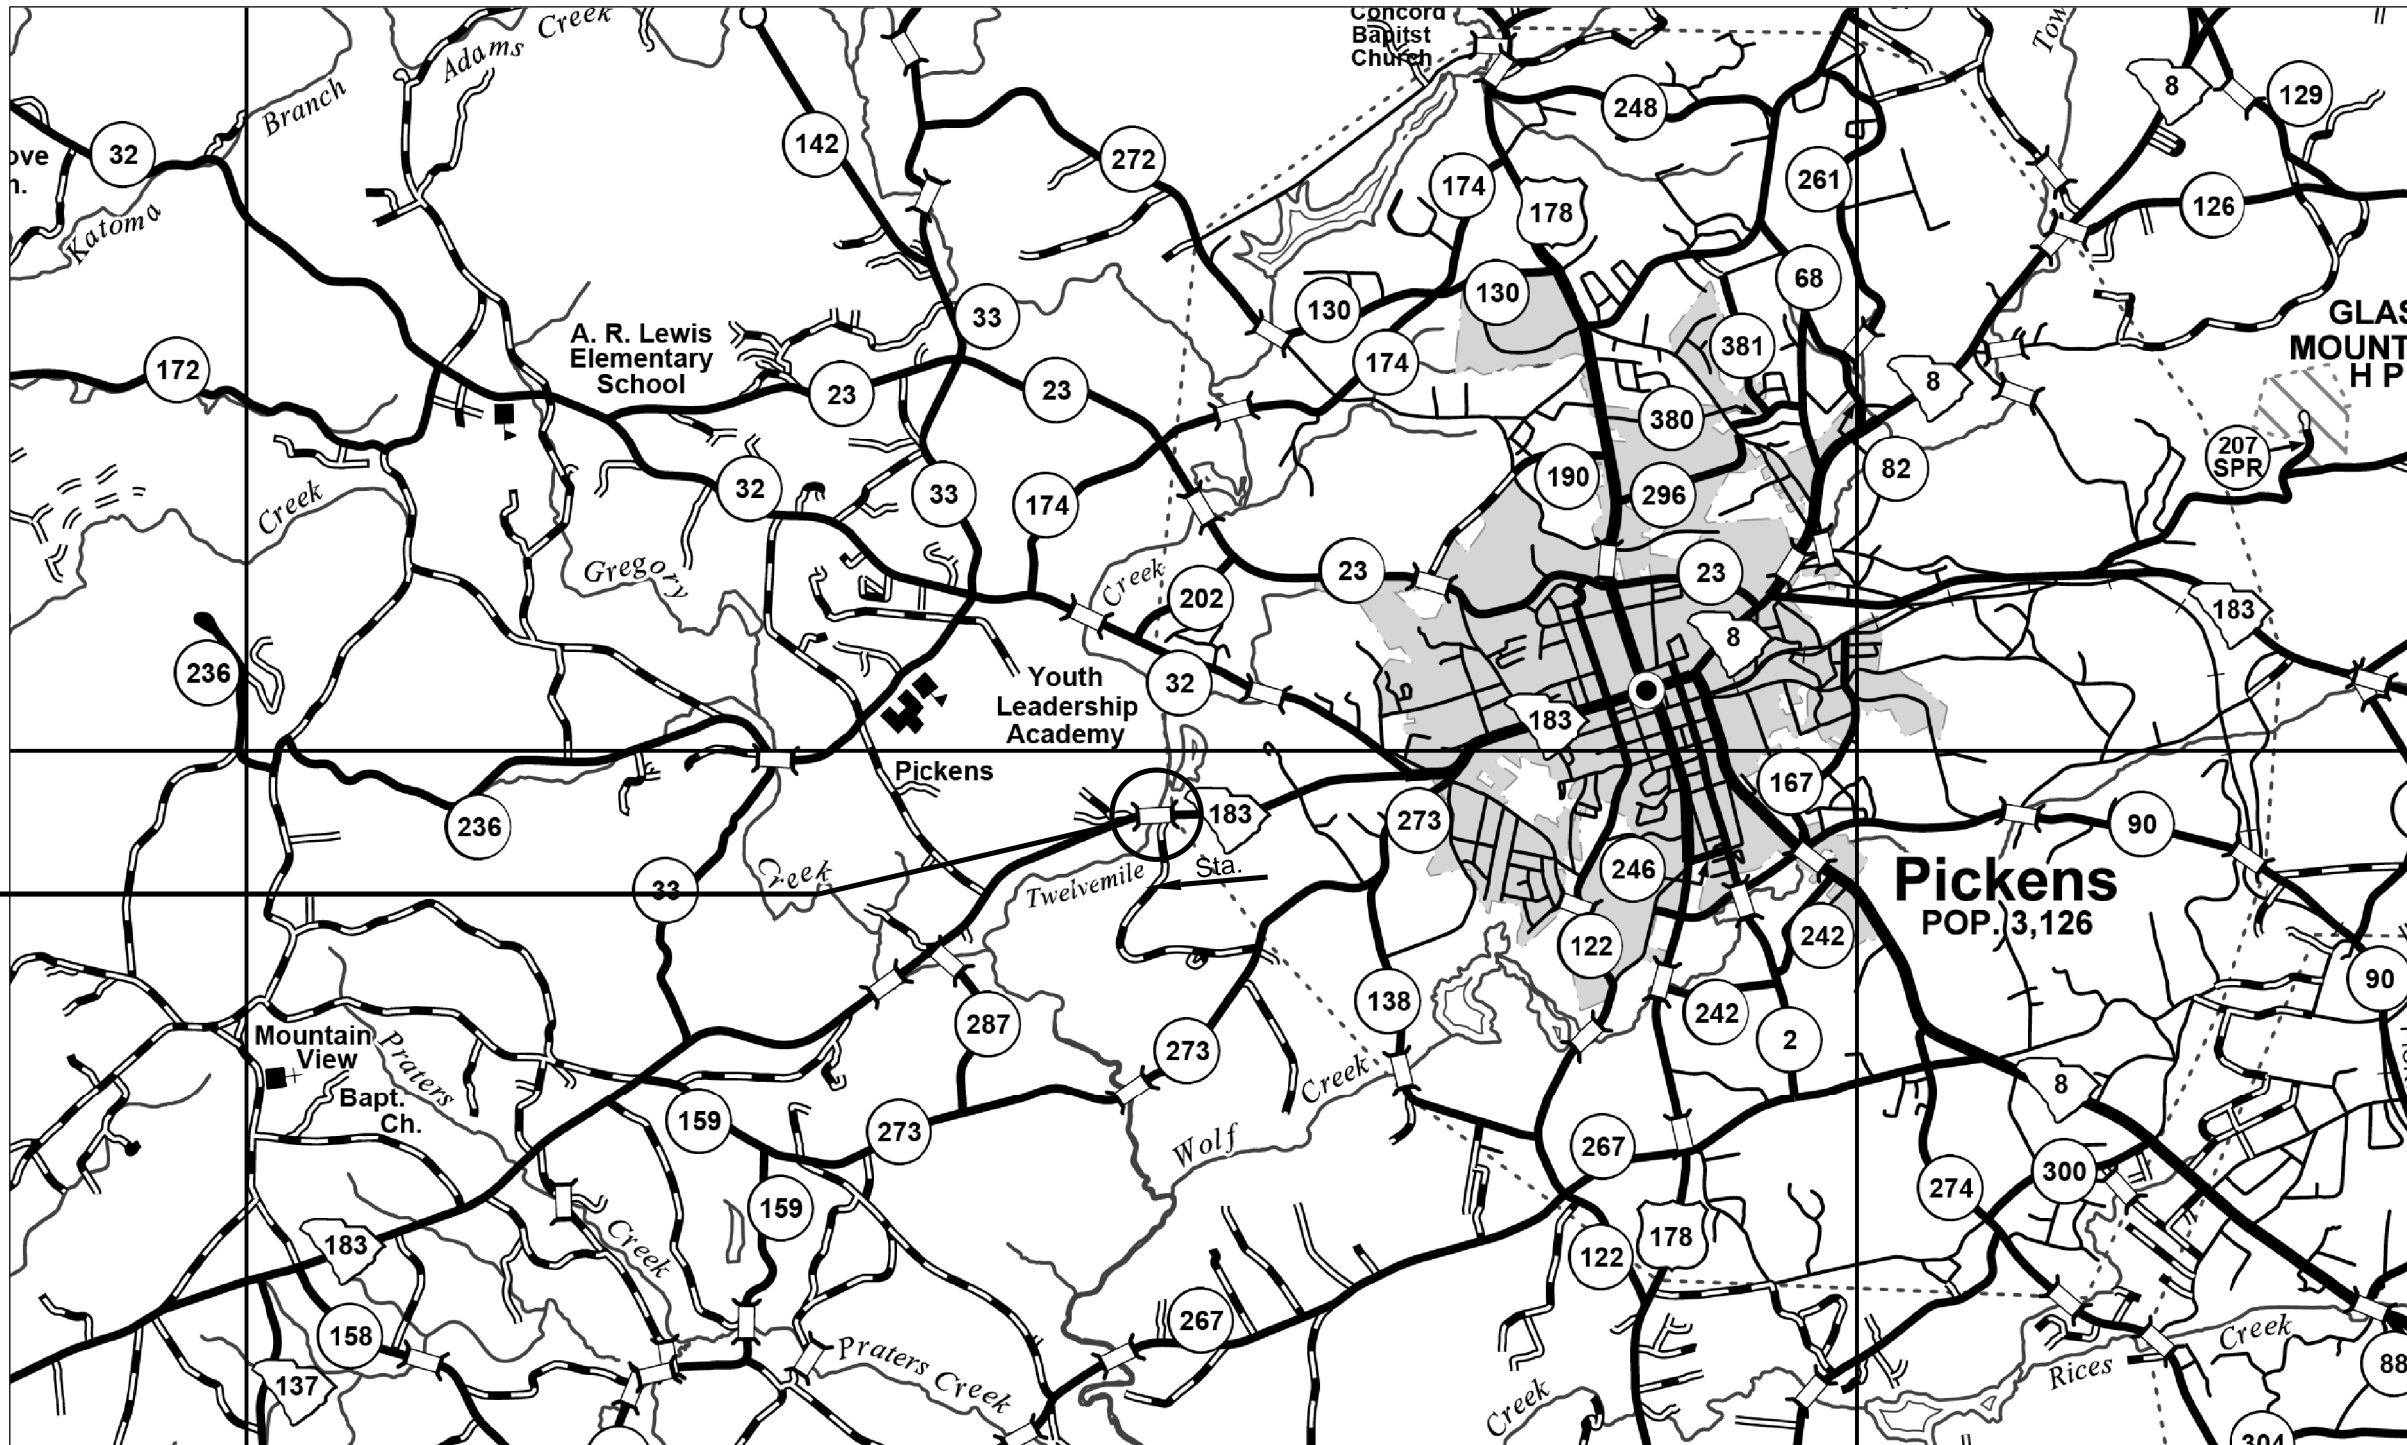 Concord
Bapitst
Church
Adams Creek
Branch
Katoma
ove
n.
Tow
32
142
272
248
174
178
261
8
129
126
33
130
130
68
A. R. Lewis
Elementary
School
172
23
23
174
381
380
8
GLAS
MOUNT
H P
82
207
SPR
190
296
Creek
32
33
174
Gregory
Creek
202
23
23
8
183
236
Youth
Leadership
Academy
32
183
Pickens
183
167
273
90
236
33
Creek
Twelvemile
Sta.
246
Pickens
POP. 3,126
122
242
90
Mountain
View
Bapt.
Ch.
Praters
287
138
242
2
273
Creek
Wolf
8
159
273
267
300
274
159
Creek
183
122
178
158
267
137
Praters Creek
Creek
Rices
Creek
88
304